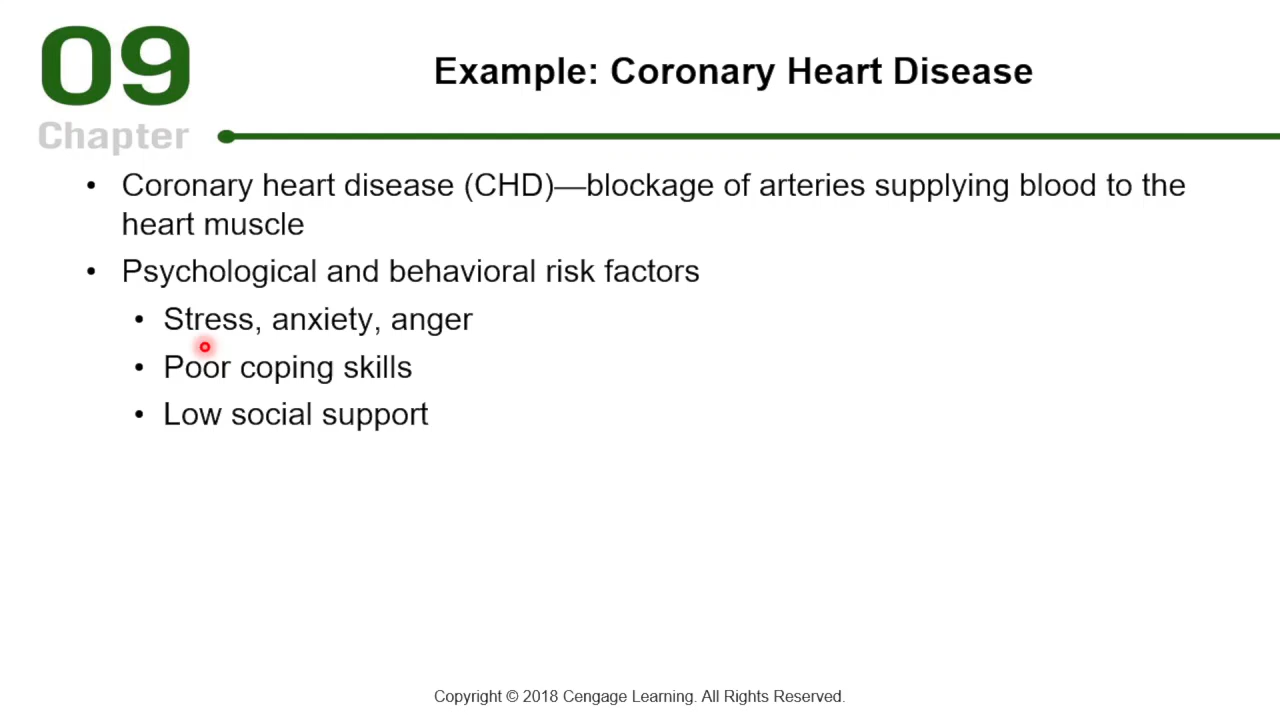 09
Chapter
Example: Coronary Heart Disease
• Coronary heart disease (CHD)—blockage of arteries supplying blood to the
heart muscle
• Psychological and behavioral risk factors
• Stress, anxiety, anger
• Poor coping skills
• Low social support
Copyright © 2018 Cengage Learning. All Rights Reserved.